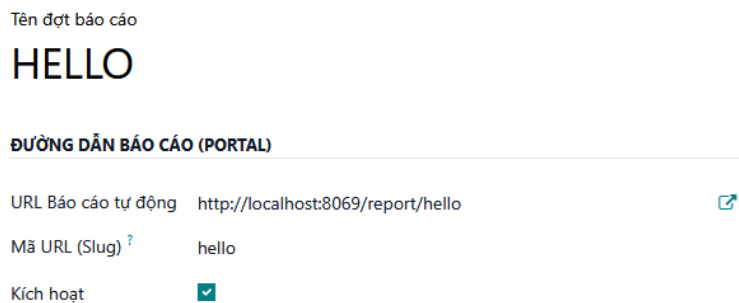 Tên đợt báo cáo
HELLO
ĐƯỜNG DẪN BÁO CÁO (PORTAL)
URL Báo cáo tự động http://localhost:8069/report/hello
Mã URL (Slug) ? hello
Kích hoạt